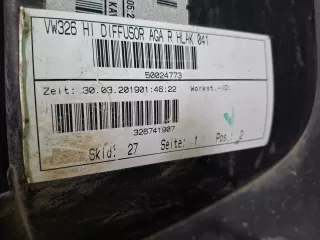 VW326 HI DIFFUSOR AGA R HLAK 041
50024773
Zeit: 30.03.201901:46:22 Workst.-ID:
326741907
Skid: 27 Seite: 1 Pos.: 2